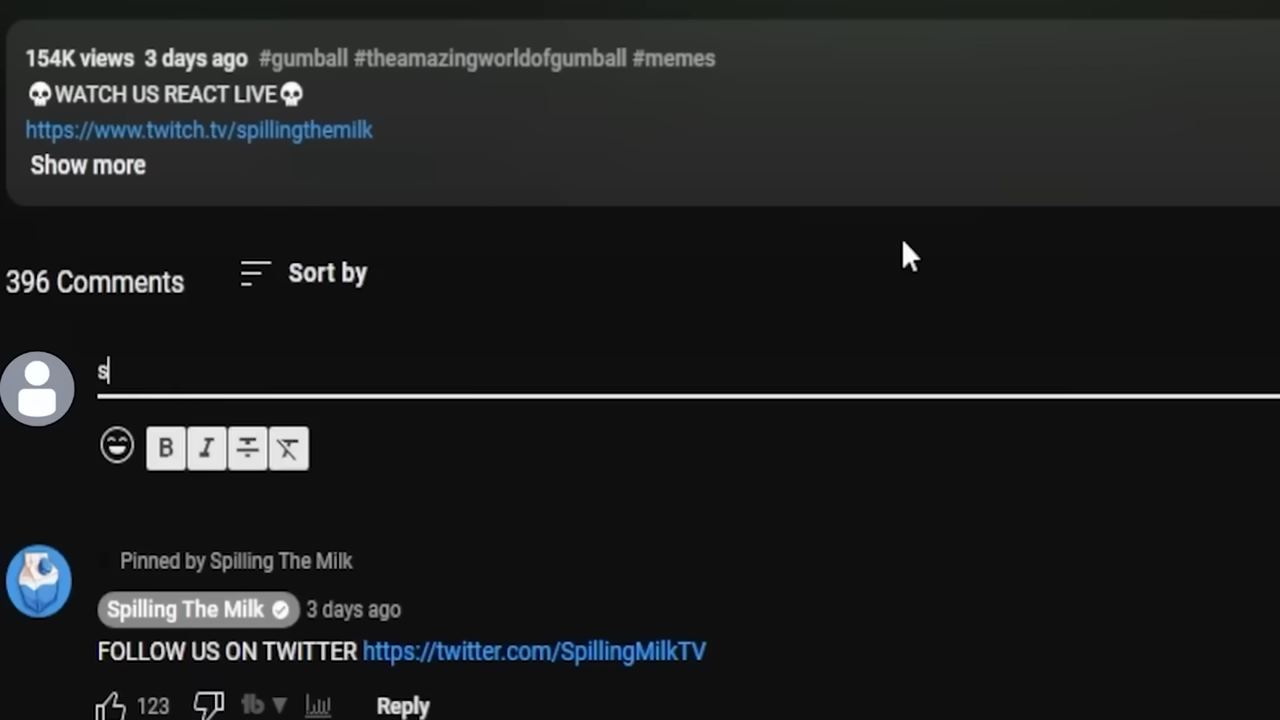 154K views 3 days ago #gumball #theamazingworldofgumball #memes
💀WATCH US REACT LIVE💀
https://www.twitch.tv/spillingthemilk
Show more
396 Comments Sort by
s
B I T T
Pinned by Spilling The Milk
Spilling The Milk 3 days ago
FOLLOW US ON TWITTER https://twitter.com/SpillingMilkTV
123 Reply